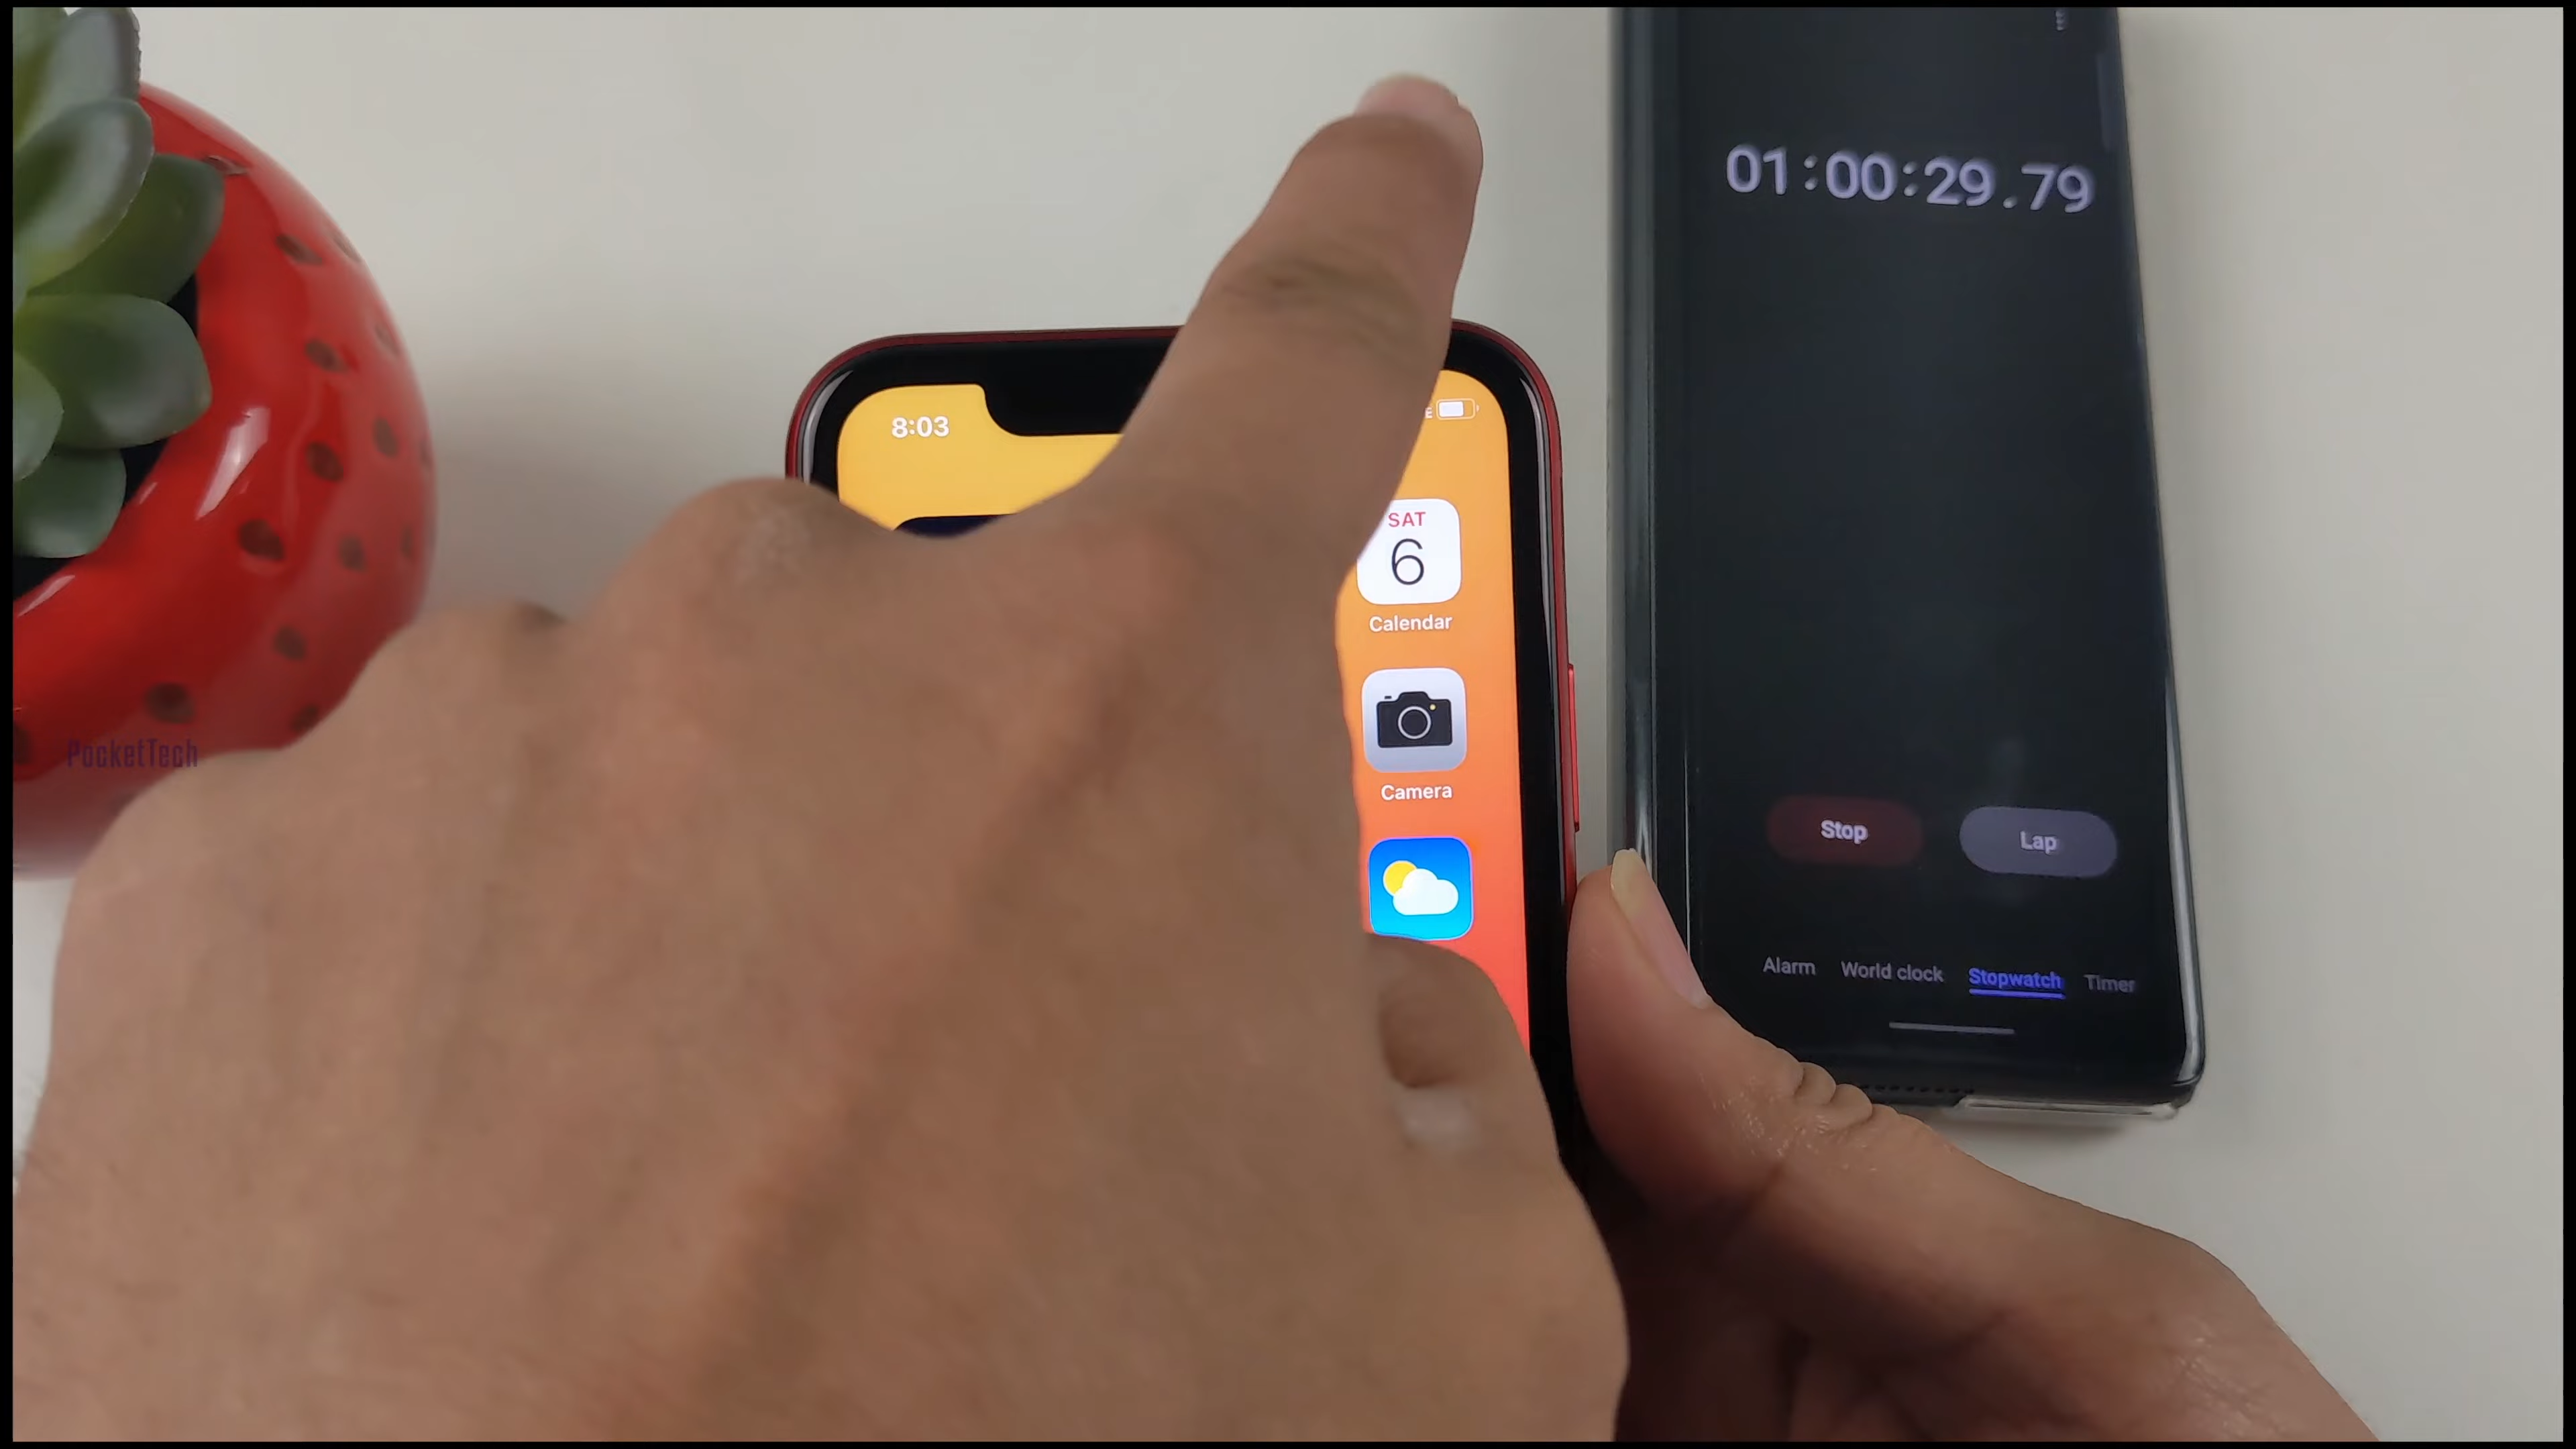 01:00:29.79
8:03
SAT
6
Calendar
Camera
PocketTech
Stop
Lap
Alarm World clock Stopwatch Timer